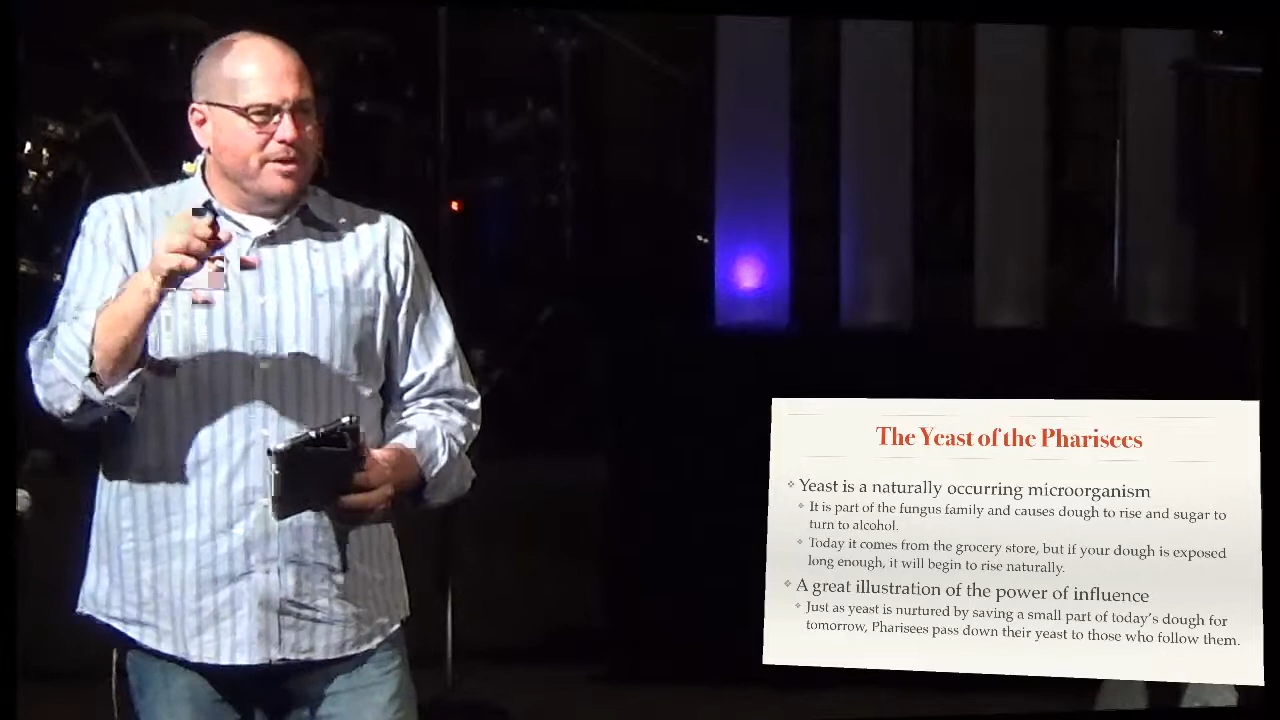 The Yeast of the Pharisees
Yeast is a naturally occurring microorganism
It is part of the fungus family and causes dough to rise and sugar to
turn to alcohol.
Today it comes from the grocery store, but if your dough is exposed
long enough, it will begin to rise naturally.
A great illustration of the power of influence
Just as yeast is nurtured by saving a small part of today's dough for
tomorrow, Pharisees pass down their yeast to those who follow them.